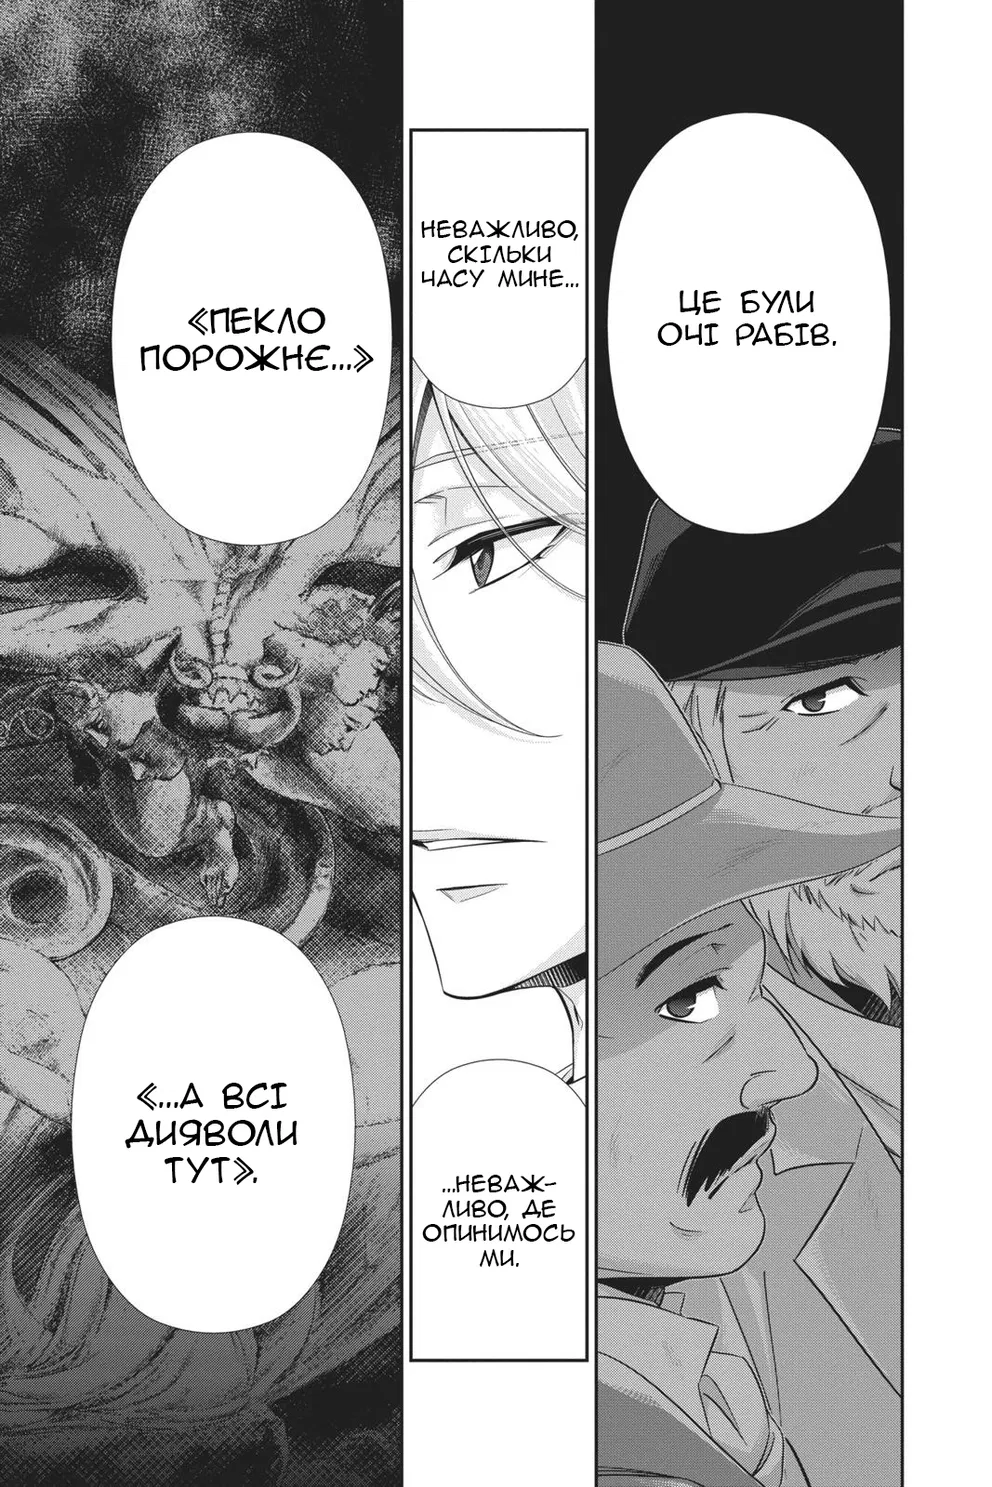 ЦЕ БУЛИ
ОЧІ РАБІВ.
НЕВАЖЛИВО,
СКІЛЬКИ
ЧАСУ МИНЕ...
...НЕВАЖ-
ЛИВО, ДЕ
ОПИНИМОСЬ
МИ.
《ПЕКЛО
ПОРОЖНЄ...》
《...А ВСІ
ДИЯВОЛИ
ТУТ》.